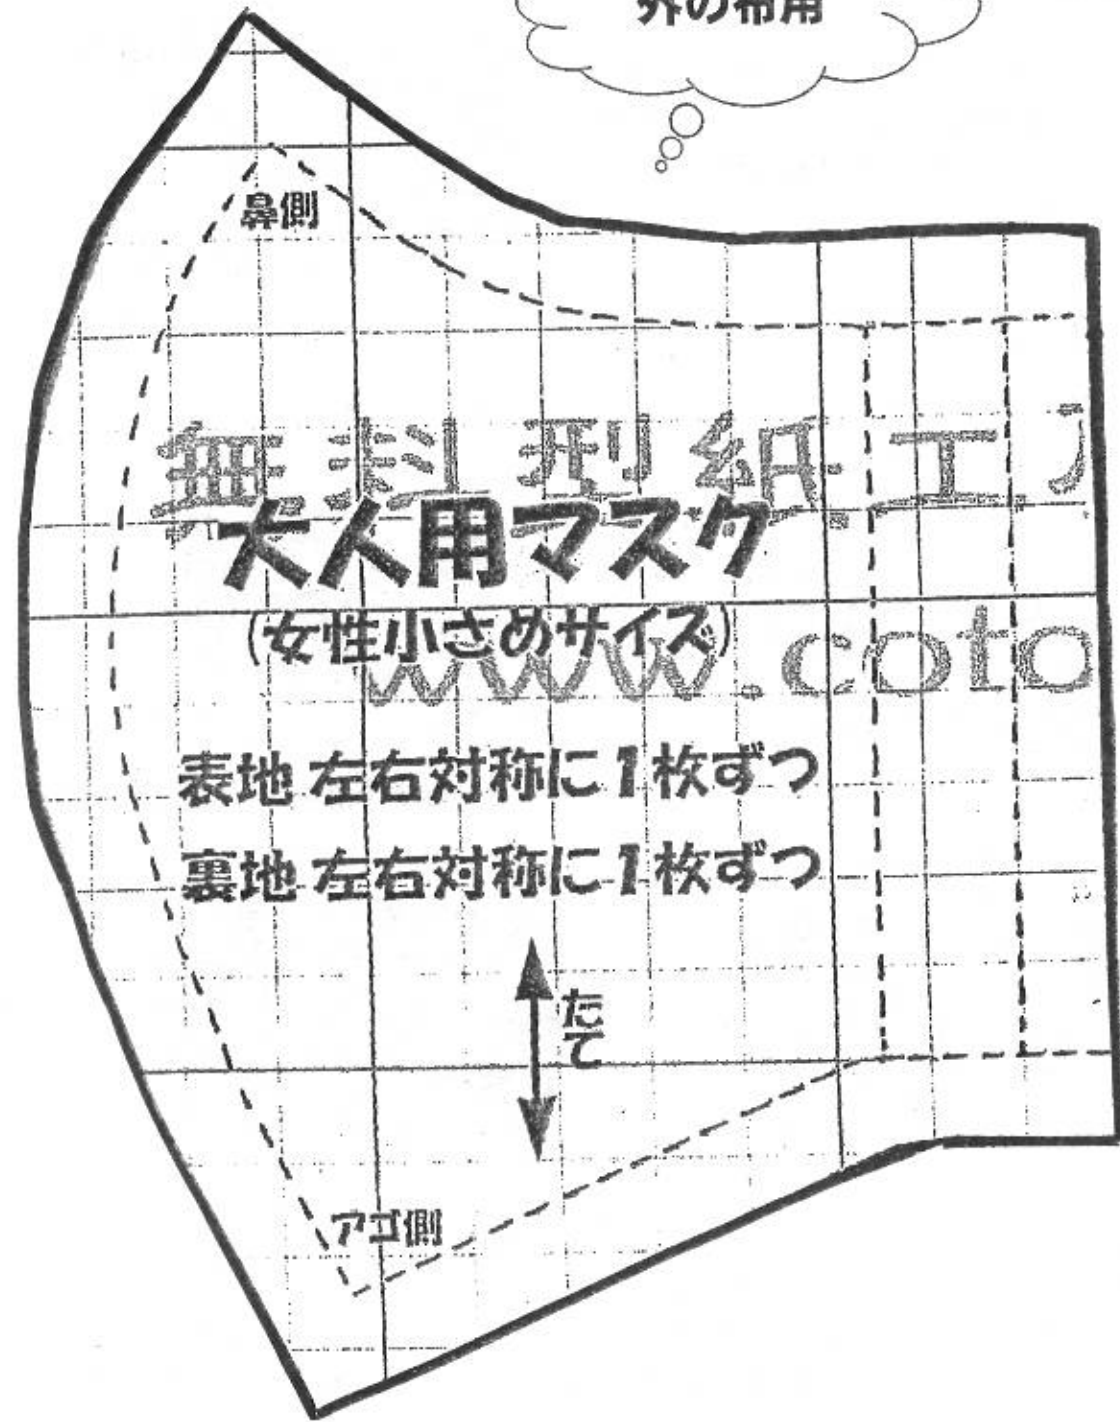 外の布用
鼻側
無料型紙工
大人用マスク
(女性小さめサイズ)
www.coto
表地 左右対称に1枚ずつ
裏地 左右対称に1枚ずつ
たて
アゴ側